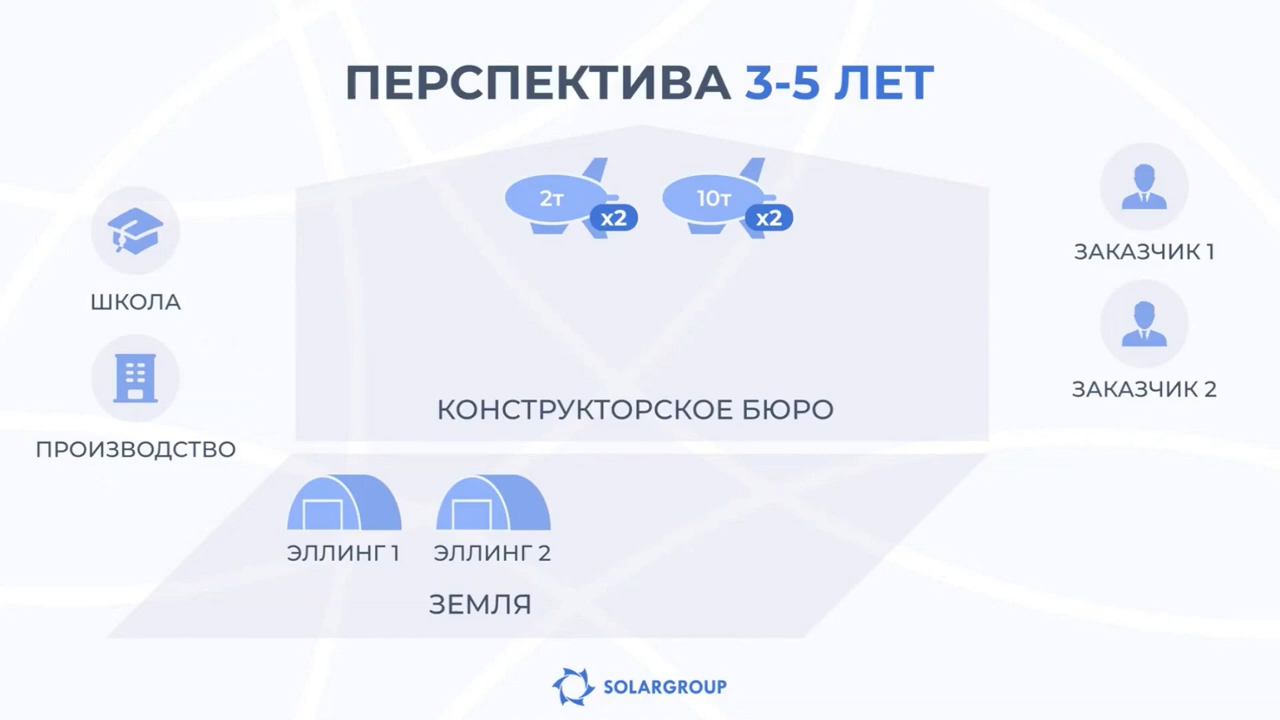 ПЕРСПЕКТИВА 3-5 ЛЕТ
2т
x2
10т
x2
ШКОЛА
ПРОИЗВОДСТВО
КОНСТРУКТОРСКОЕ БЮРО
ЗАКАЗЧИК 1
ЗАКАЗЧИК 2
ЭЛЛИНГ 1
ЭЛЛИНГ 2
ЗЕМЛЯ
SOLARGROUP